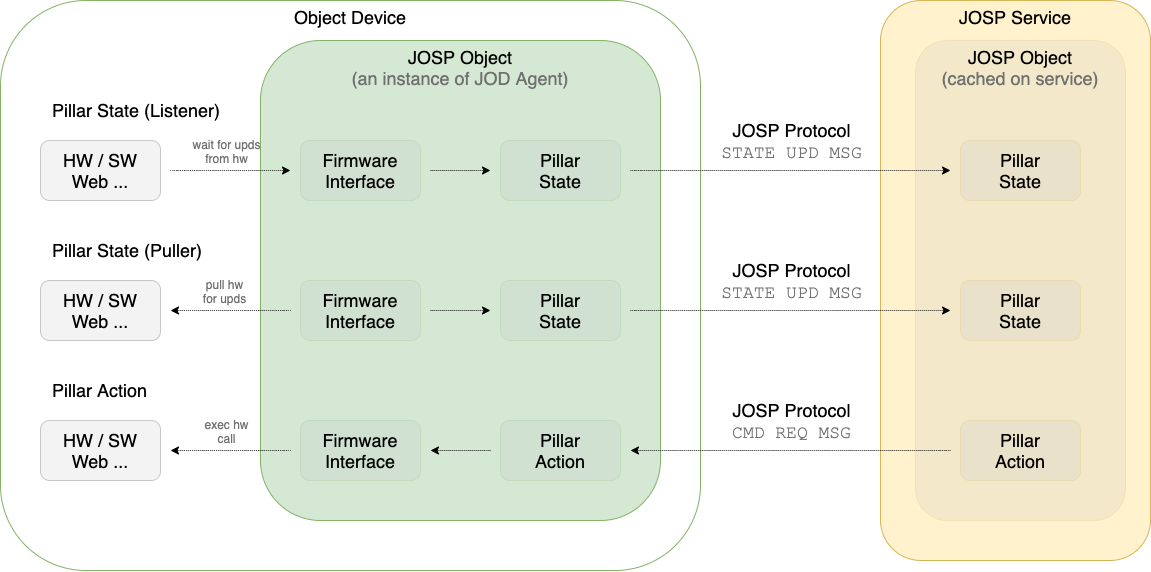 Object Device
JOSP Service
JOSP Object
(an instance of JOD Agent)
JOSP Object
(cached on service)
Pillar State (Listener)
HW / SW
Web ...
wait for upds
from hw
Firmware
Interface
Pillar
State
JOSP Protocol
STATE UPD MSG
Pillar
State
Pillar State (Puller)
HW / SW
Web ...
pull hw
for upds
Firmware
Interface
Pillar
State
JOSP Protocol
STATE UPD MSG
Pillar
State
Pillar Action
HW / SW
Web ...
exec hw
call
Firmware
Interface
Pillar
Action
JOSP Protocol
CMD REQ MSG
Pillar
Action